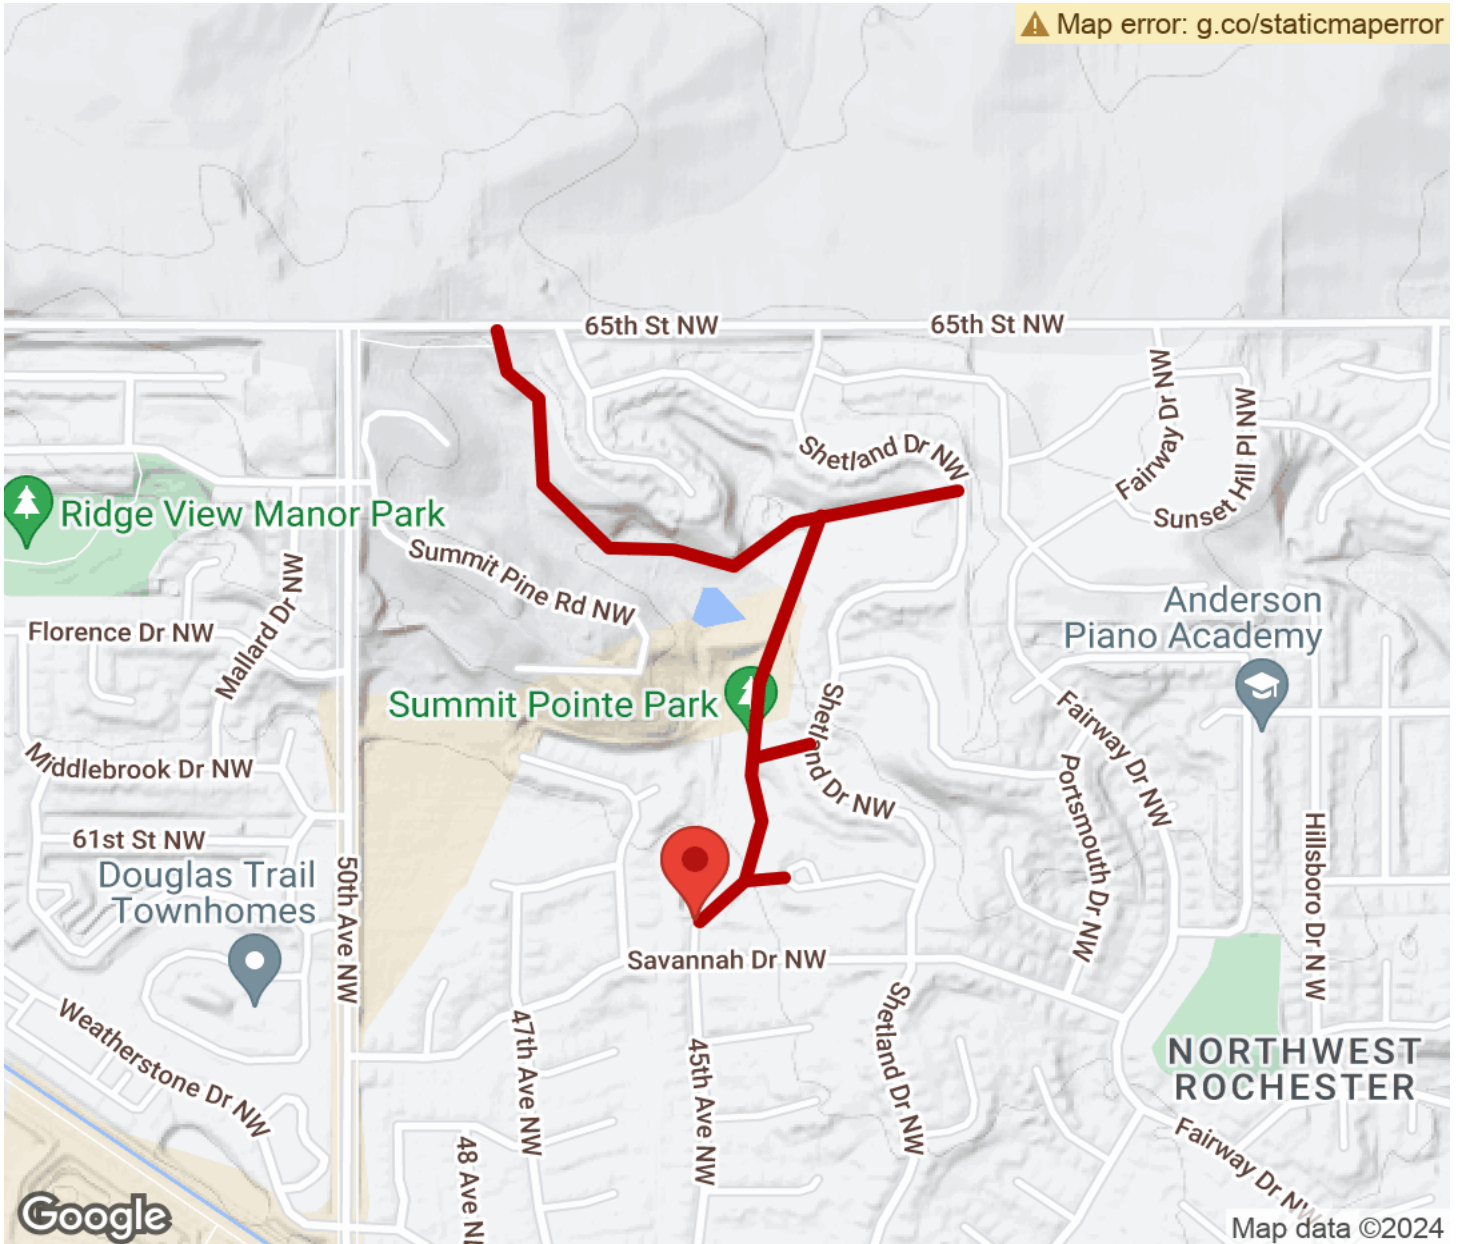 Map error: g.co/staticmaperror
65th St NW
65th St NW
Fairway Dr NW
Sunset Hill Pl NW
Shetland Dr NW
Ridge View Manor Park
Summit Pine Rd NW
Mallard Dr NW
Florence Dr NW
Anderson
Piano Academy
Summit Pointe Park
Shetland Dr NW
Fairway Dr NW
Middlebrook Dr NW
Portsmouth Dr NW
61st St NW
Hillsboro Dr N W
Douglas Trail
Townhomes
50th Ave NW
Savannah Dr NW
Weatherstone Dr NW
47th Ave NW
45th Ave NW
Shetland Dr NW
NORTHWEST
ROCHESTER
48 Ave N
Fairway Dr NW
Google
Map data ©2024